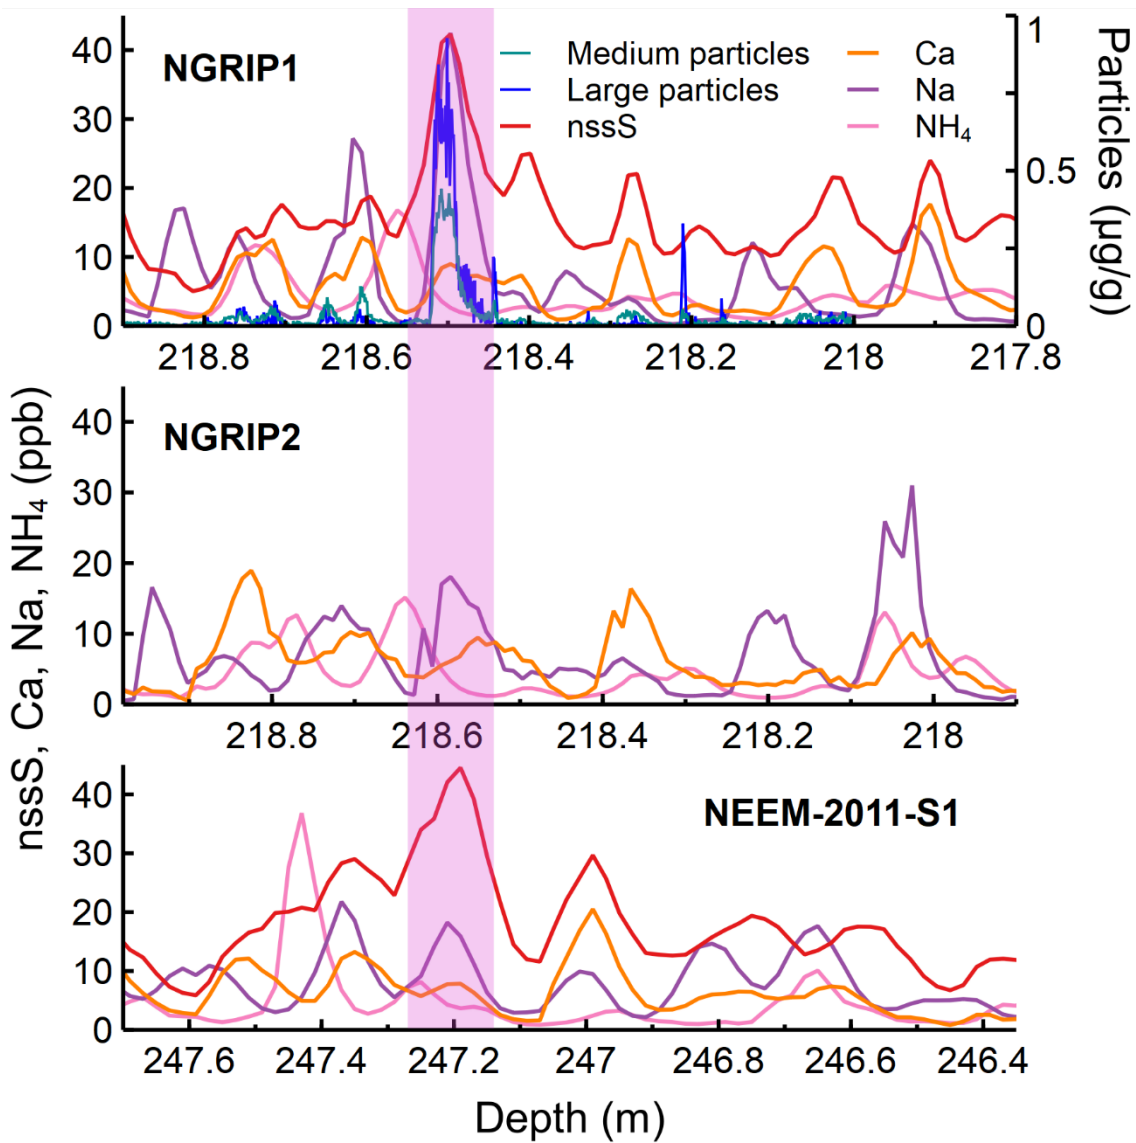 NGRIP1
Medium particles
Large particles
nssS
Ca
Na
NH₄
40
30
20
10
0
1
0.5
0
Particles (μg/g)
218.8 218.6 218.4 218.2 218 217.8
NGRIP2
40
30
20
10
0
218.8 218.6 218.4 218.2 218
nssS, Ca, Na, NH₄ (ppb)
NEEM-2011-S1
40
30
20
10
0
247.6 247.4 247.2 247 246.8 246.6 246.4
Depth (m)